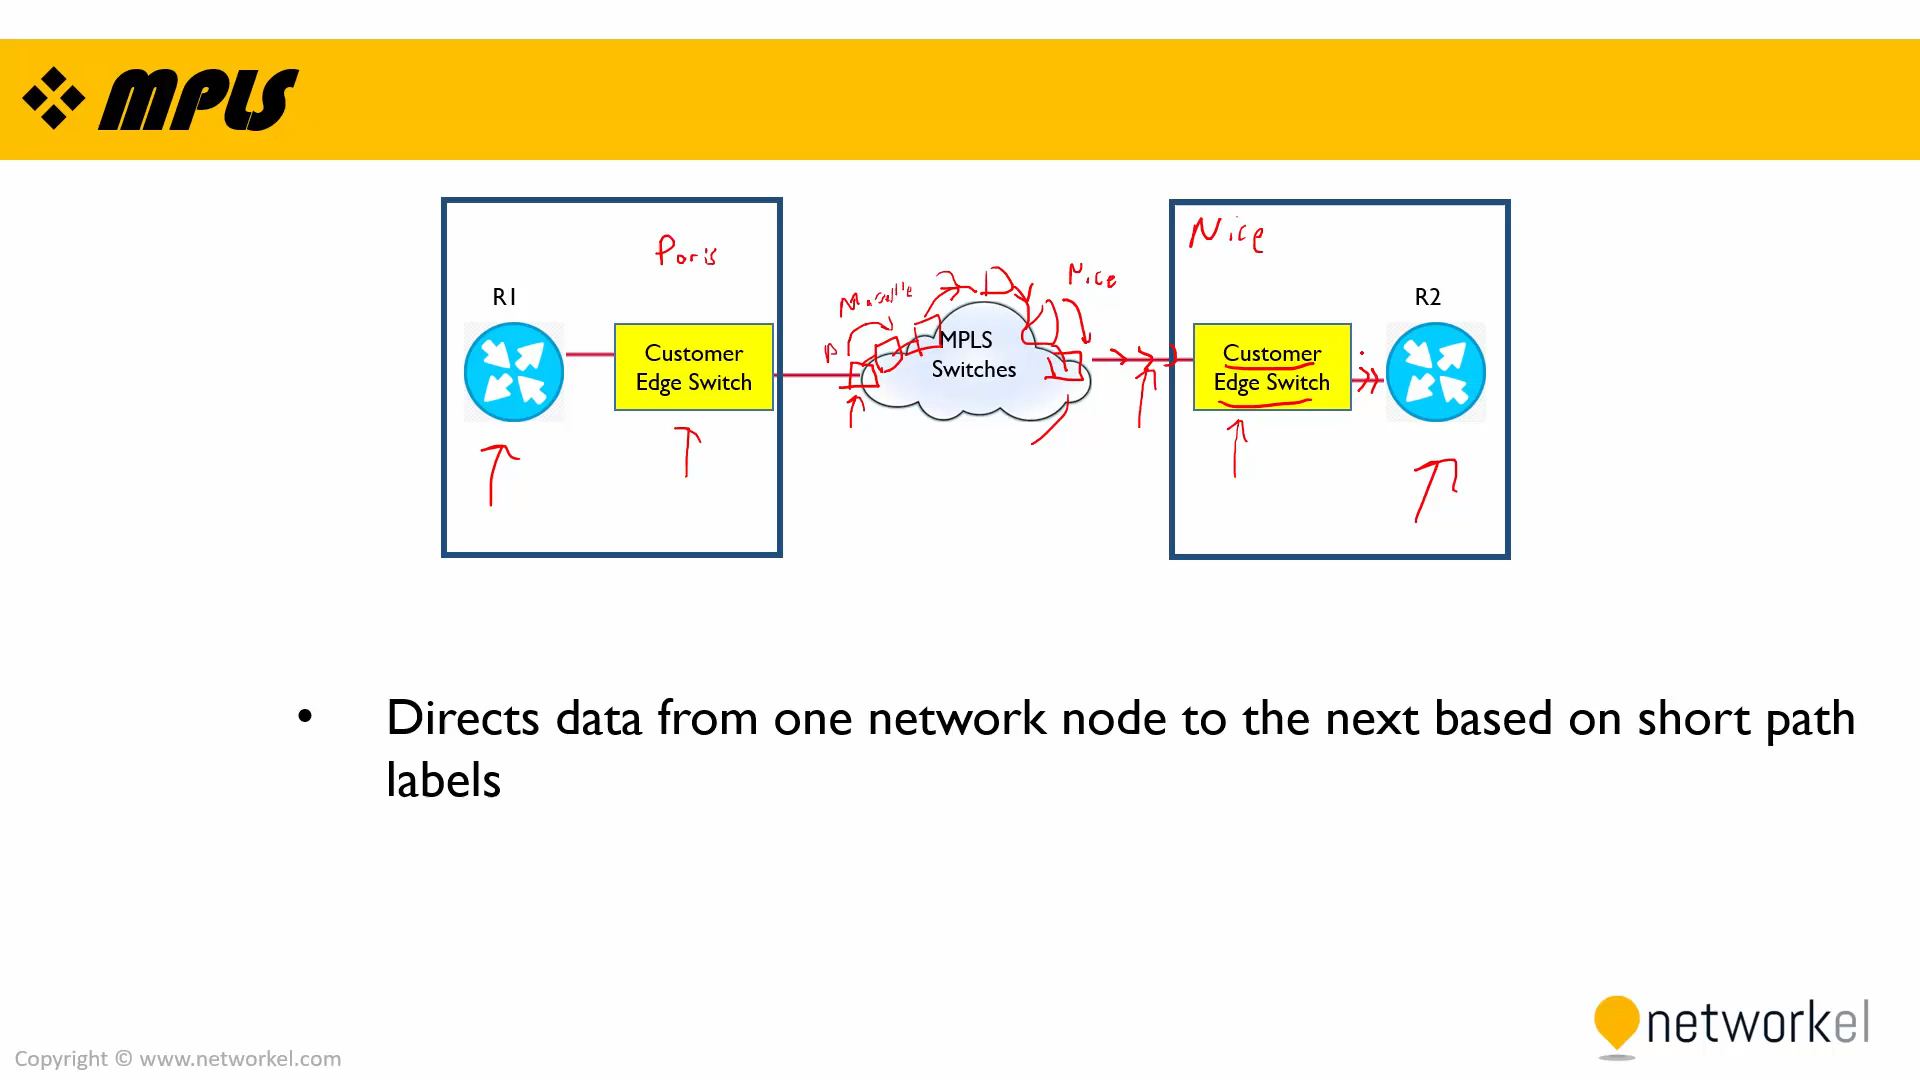 MPLS
Paris
Nice
Marseille
P
Nice
R1
R2
Customer
Edge Switch
MPLS
Switches
Customer
Edge Switch
• Directs data from one network node to the next based on short path
labels
networkel
Copyright © www.networkel.com